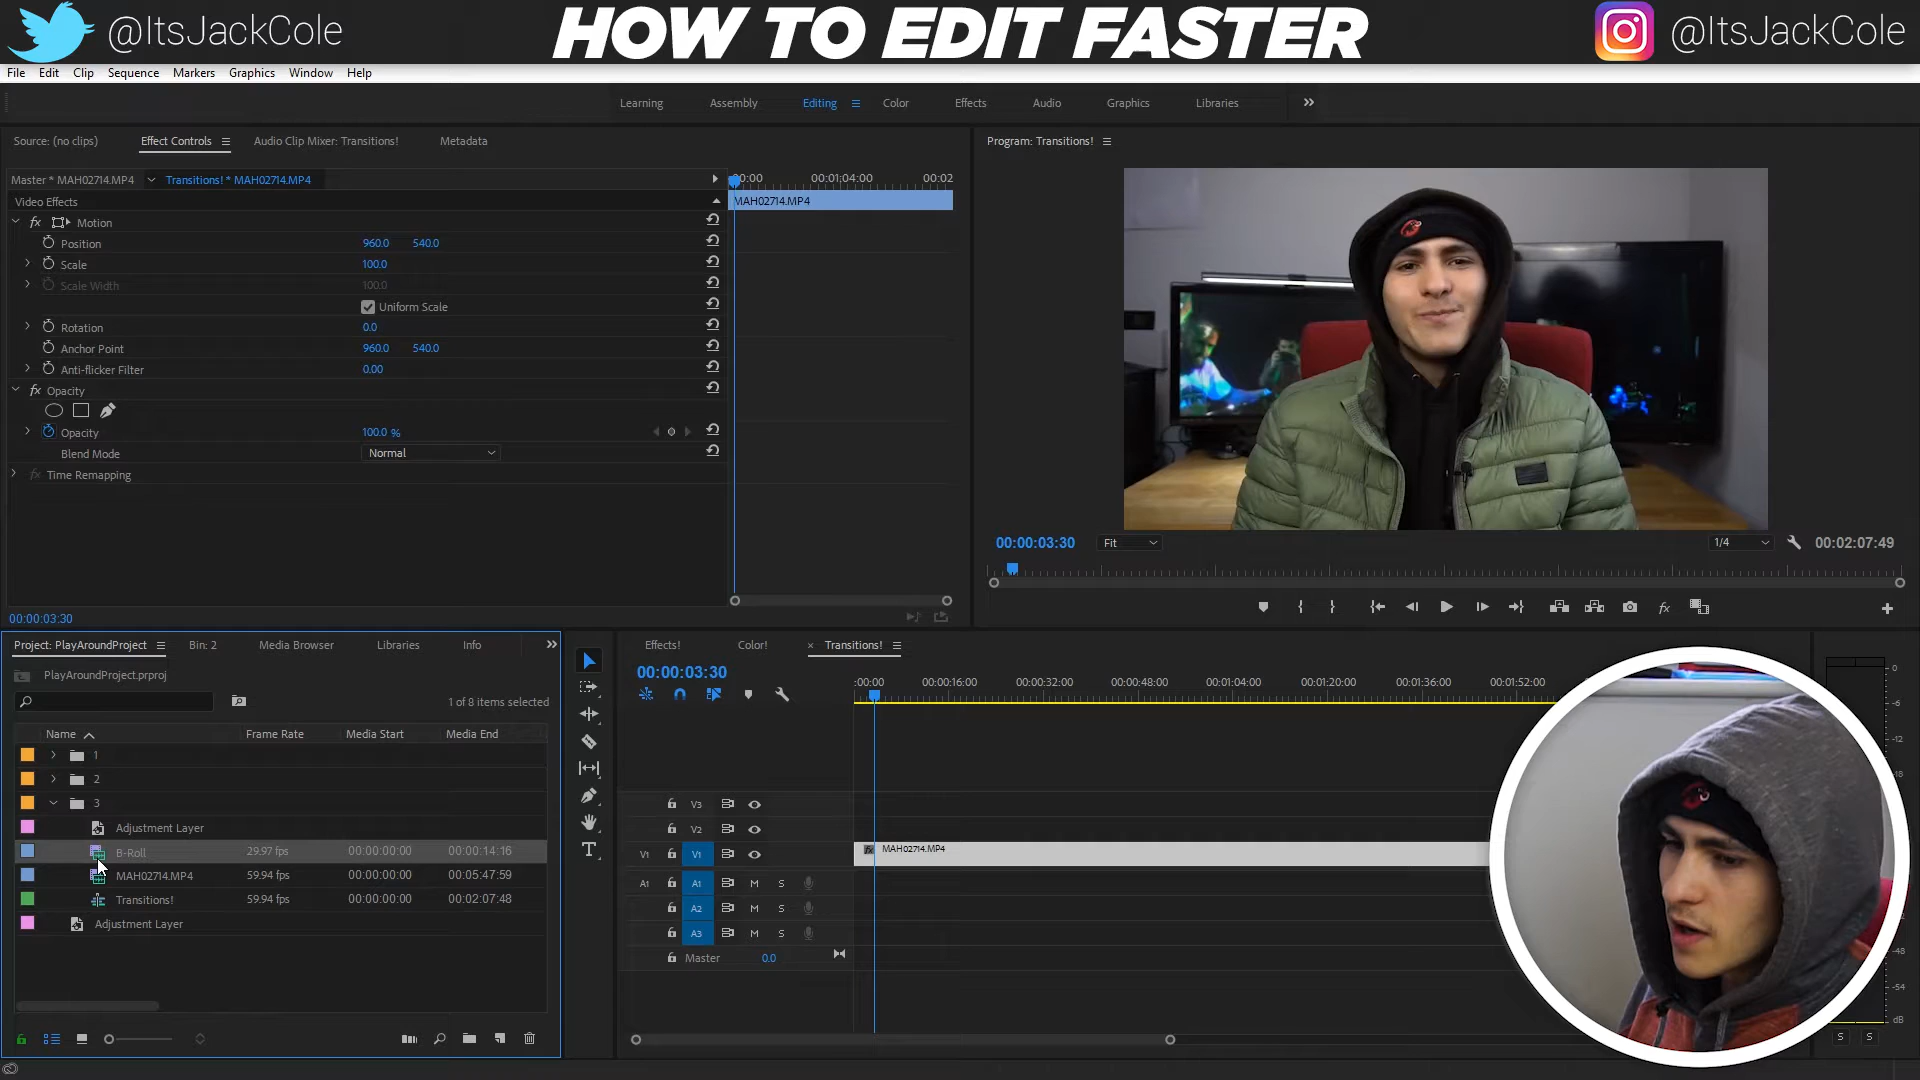 @ItsJackCole
HOW TO EDIT FASTER
@ItsJackCole
File Edit Clip Sequence Markers Graphics Window Help
Learning Assembly Editing Color Effects Audio Graphics Libraries
Source: (no clips) Effect Controls Audio Clip Mixer: Transitions! Metadata
Program: Transitions!
Master * MAH02714.MP4 Transitions! * MAH02714.MP4
:00:00 00:01:04:00 00:02
Video Effects
MAH02714.MP4
fx Motion
Position 960.0 540.0
Scale 100.0
Scale Width 100.0
Uniform Scale
Rotation 0.0
Anchor Point 960.0 540.0
Anti-flicker Filter 0.00
fx Opacity
Opacity 100.0 %
Blend Mode Normal
fx Time Remapping
00:00:03:30
00:00:03:30 Fit 1/4 00:02:07:49
fx
Project: PlayAroundProject Bin: 2 Media Browser Libraries Info
PlayAroundProject.prproj
1 of 8 items selected
Name Frame Rate Media Start Media End
1
2
3
Adjustment Layer
B-Roll 29.97 fps 00:00:00:00 00:00:14:16
MAH02714.MP4 59.94 fps 00:00:00:00 00:05:47:59
Transitions! 59.94 fps 00:00:00:00 00:02:07:48
Adjustment Layer
T
Effects! Color! × Transitions!
00:00:03:30
:00:00 00:00:16:00 00:00:32:00 00:00:48:00 00:01:04:00 00:01:20:00 00:01:36:00 00:01:52:00
V3
V2
V1 V1 fx MAH02714.MP4
A1 A1 M S
A2 M S
A3 M S
Master 0.0
0
-6
-12
48
-54
dB
S S